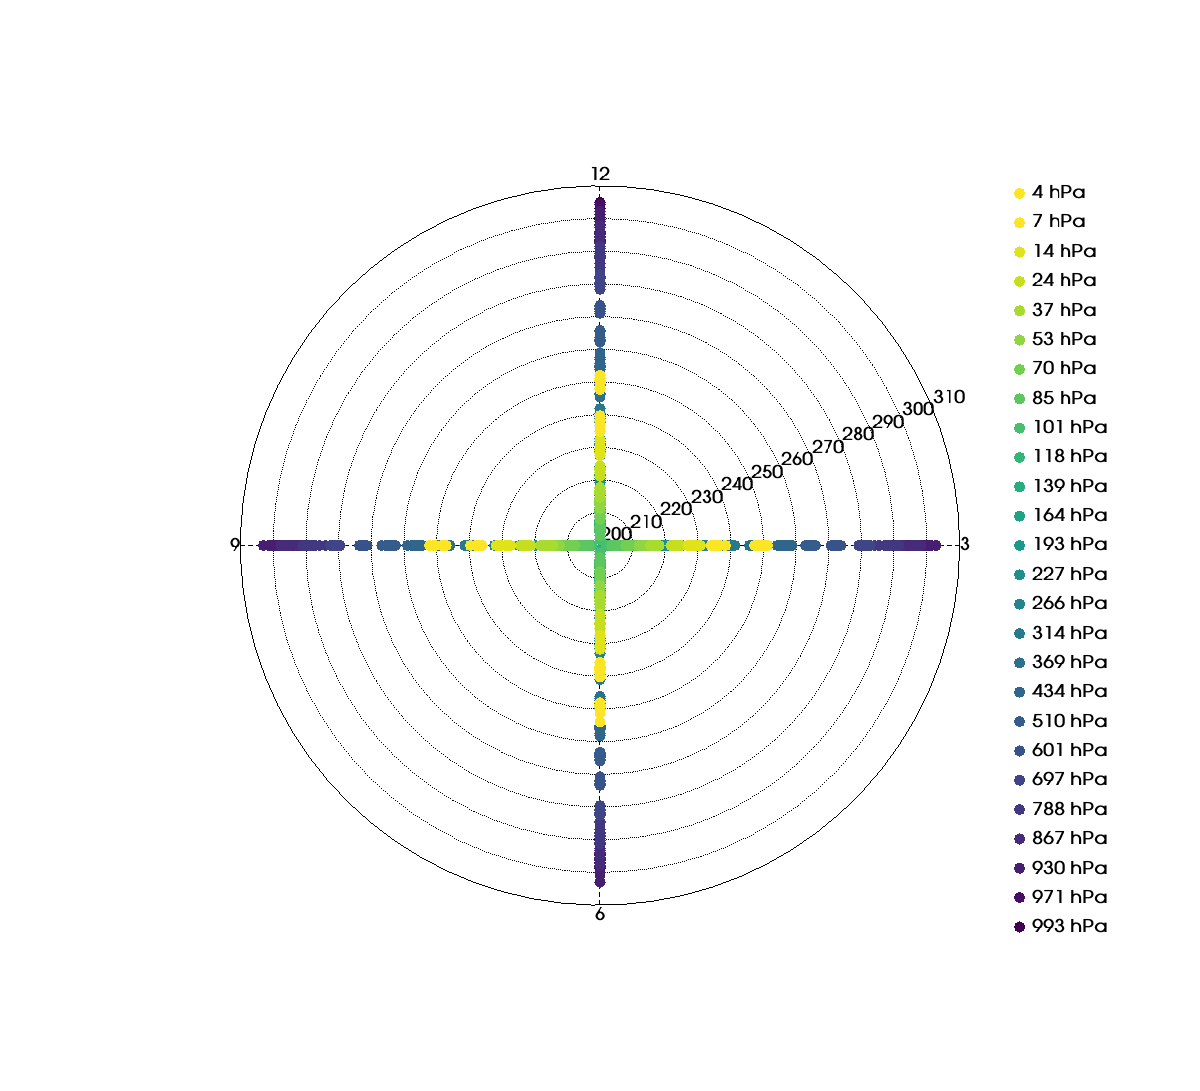 12
4 hPa
7 hPa
14 hPa
24 hPa
37 hPa
53 hPa
70 hPa
85 hPa
101 hPa
118 hPa
139 hPa
164 hPa
193 hPa
227 hPa
266 hPa
314 hPa
369 hPa
434 hPa
510 hPa
601 hPa
697 hPa
788 hPa
867 hPa
930 hPa
971 hPa
993 hPa
310
300
290
280
270
260
250
240
230
220
210
200
9
3
6